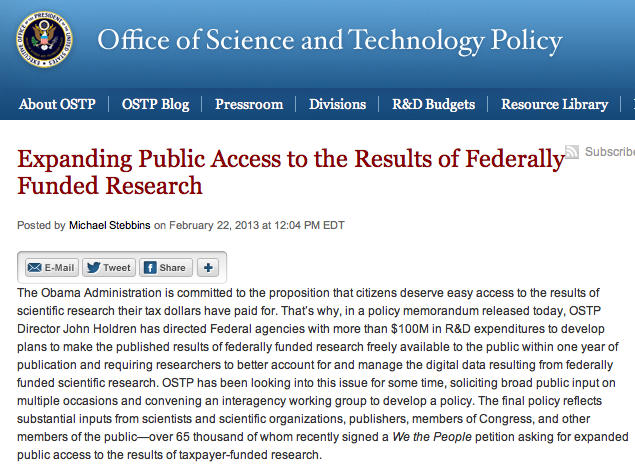 Office of Science and Technology Policy
About OSTP
OSTP Blog
Pressroom
Divisions
R&D Budgets
Resource Library
Expanding Public Access to the Results of Federally
Funded Research
Subscribe
Posted by Michael Stebbins on February 22, 2013 at 12:04 PM EDT
E-Mail
Tweet
Share
The Obama Administration is committed to the proposition that citizens deserve easy access to the results of
scientific research their tax dollars have paid for. That's why, in a policy memorandum released today, OSTP
Director John Holdren has directed Federal agencies with more than $100M in R&D expenditures to develop
plans to make the published results of federally funded research freely available to the public within one year of
publication and requiring researchers to better account for and manage the digital data resulting from federally
funded scientific research. OSTP has been looking into this issue for some time, soliciting broad public input on
multiple occasions and convening an interagency working group to develop a policy. The final policy reflects
substantial inputs from scientists and scientific organizations, publishers, members of Congress, and other
members of the public—over 65 thousand of whom recently signed a We the People petition asking for expanded
public access to the results of taxpayer-funded research.